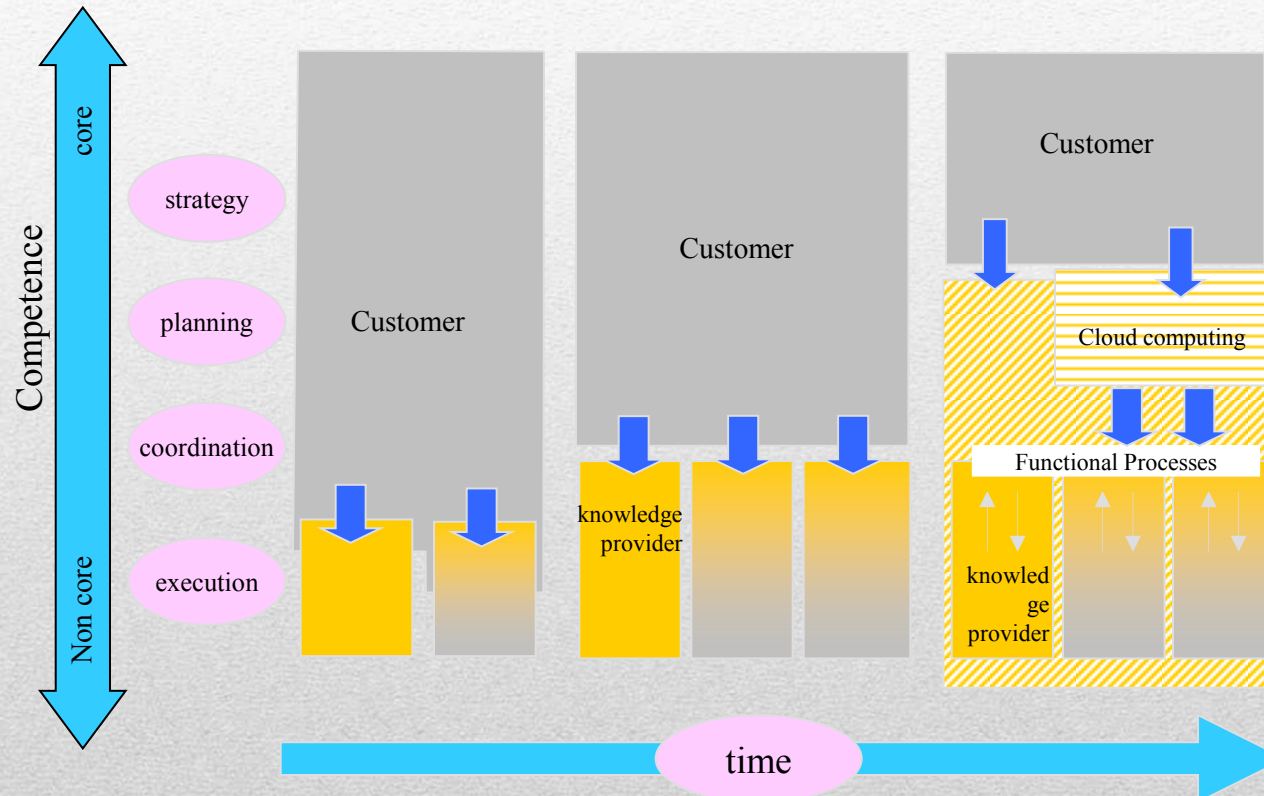 Competence
core
Non core
strategy
planning
coordination
execution
Customer
Customer
knowledge
provider
Customer
Cloud computing
Functional Processes
knowled
ge
provider
time